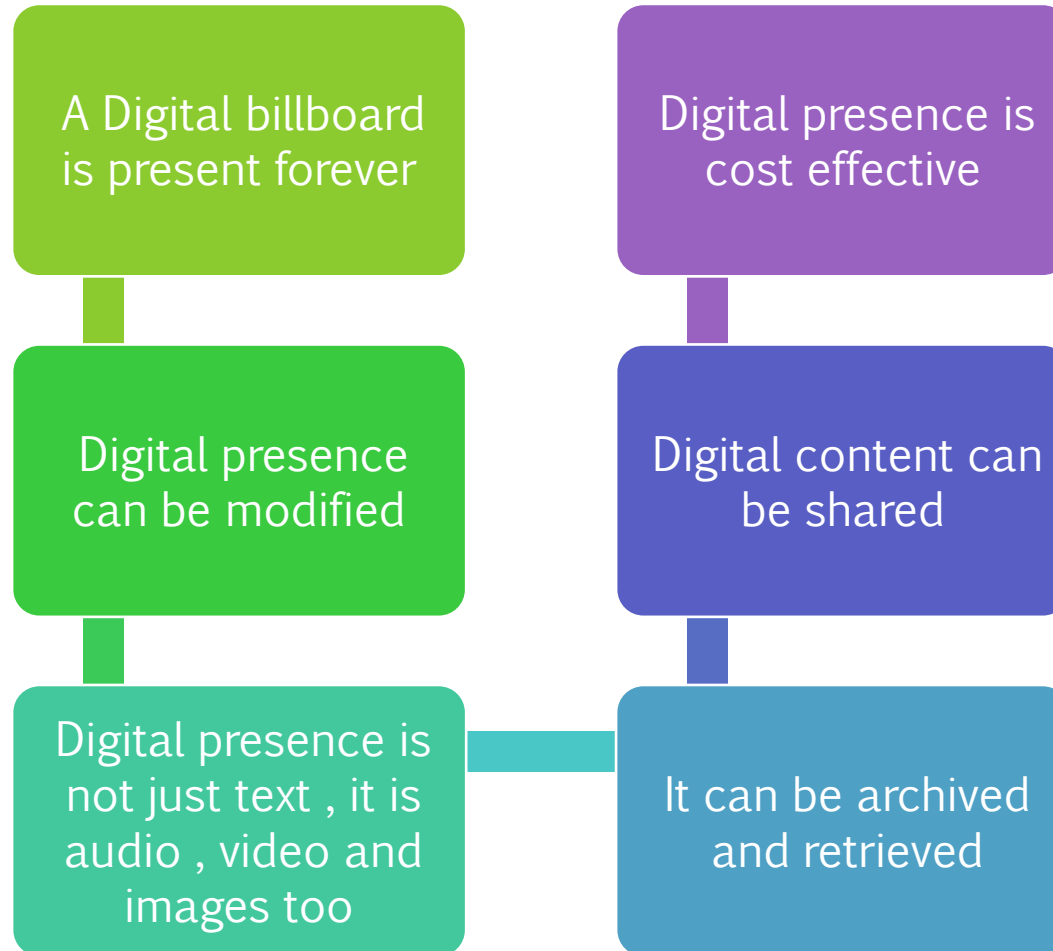 A Digital billboard
is present forever
Digital presence
can be modified
Digital presence is
not just text , it is
audio , video and
images too
It can be archived
and retrieved
Digital content can
be shared
Digital presence is
cost effective